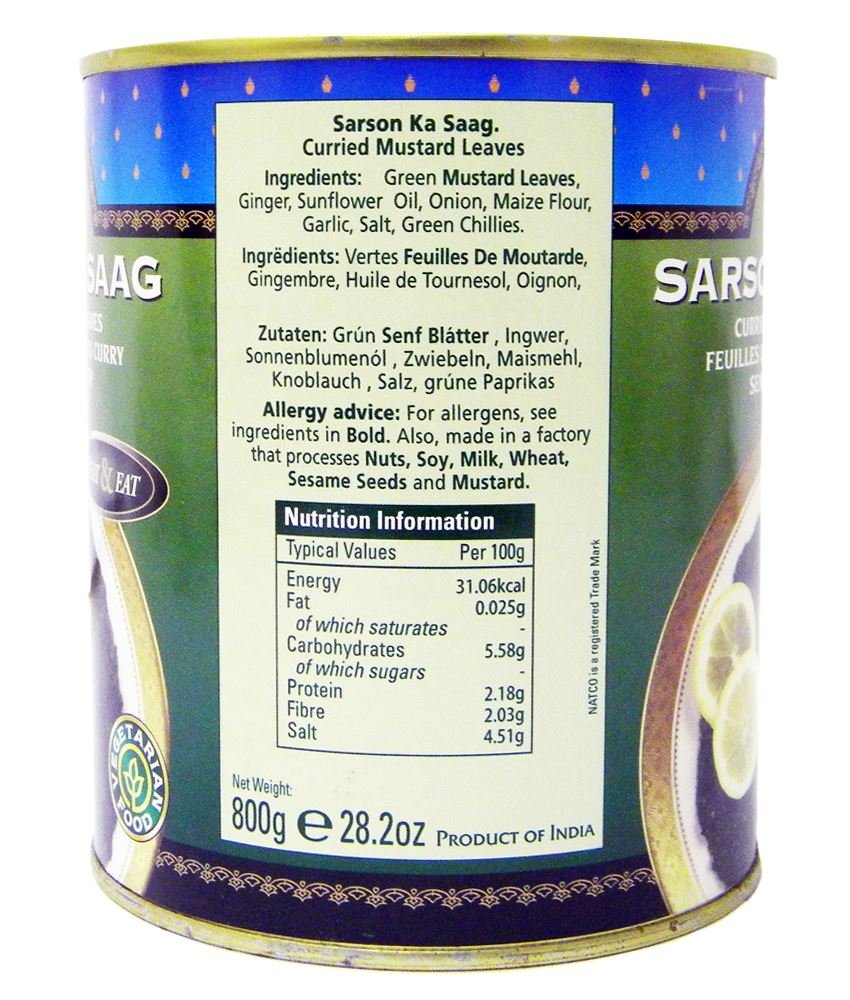 Sarson Ka Saag.
Curried Mustard Leaves
Ingredients: Green Mustard Leaves,
Ginger, Sunflower Oil, Onion, Maize Flour,
Garlic, Salt, Green Chillies.
Ingrëdients: Vertes Feuilles De Moutarde,
Gingembre, Huile de Tournesol, Oignon,
Zutaten: Grún Senf Blátter , Ingwer,
Sonnenblumenól , Zwiebeln, Maismehl,
Knoblauch , Salz, grúne Paprikas
Allergy advice: For allergens, see
ingredients in Bold. Also, made in a factory
that processes Nuts, Soy, Milk, Wheat,
Sesame Seeds and Mustard.
Nutrition Information
Typical Values Per 100g
Energy 31.06kcal
Fat 0.025g
of which saturates -
Carbohydrates 5.58g
of which sugars -
Protein 2.18g
Fibre 2.03g
Salt 4.51g
NATCO is a registered Trade Mark
Net Weight:
800g e 28.2oz PRODUCT OF INDIA
SAAG
CURRY
& EAT
VEGETARIAN
FOOD
SARSO
FEUILLES